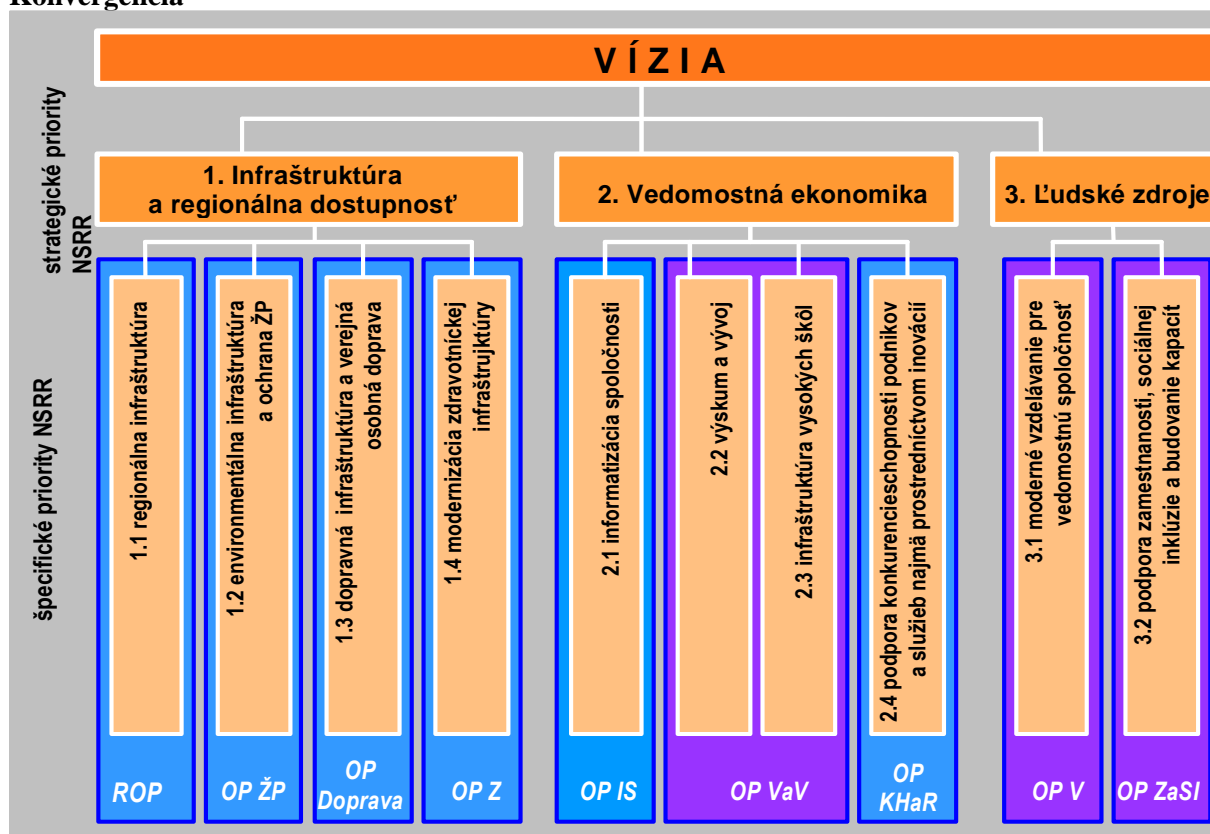 Konvergencia
V Í Z I A
strategické priority
NSRR
1. Infraštruktúra
a regionálna dostupnosť
2. Vedomostná ekonomika
3. Ľudské zdroje
špecifické priority NSRR
1.1 regionálna infraštruktúra
1.2 environmentálna infraštruktúra
a ochrana ŽP
1.3 dopravná infraštruktúra a verejná
osobná doprava
1.4 modernizácia zdravotníckej
infraštrujktúry
2.1 informatizácia spoločnosti
2.2 výskum a vývoj
2.3 infraštruktúra vysokých škôl
2.4 podpora konkurencieschopnosti podnikov
a služieb najmä prostredníctvom inovácií
3.1 moderné vzdelávanie pre
vedomostnú spoločnosť
3.2 podpora zamestnanosti, sociálnej
inklúzie a budovanie kapacít
ROP
OP ŽP
OP
Doprava
OP Z
OP IS
OP VaV
OP
KHaR
OP V
OP ZaSI